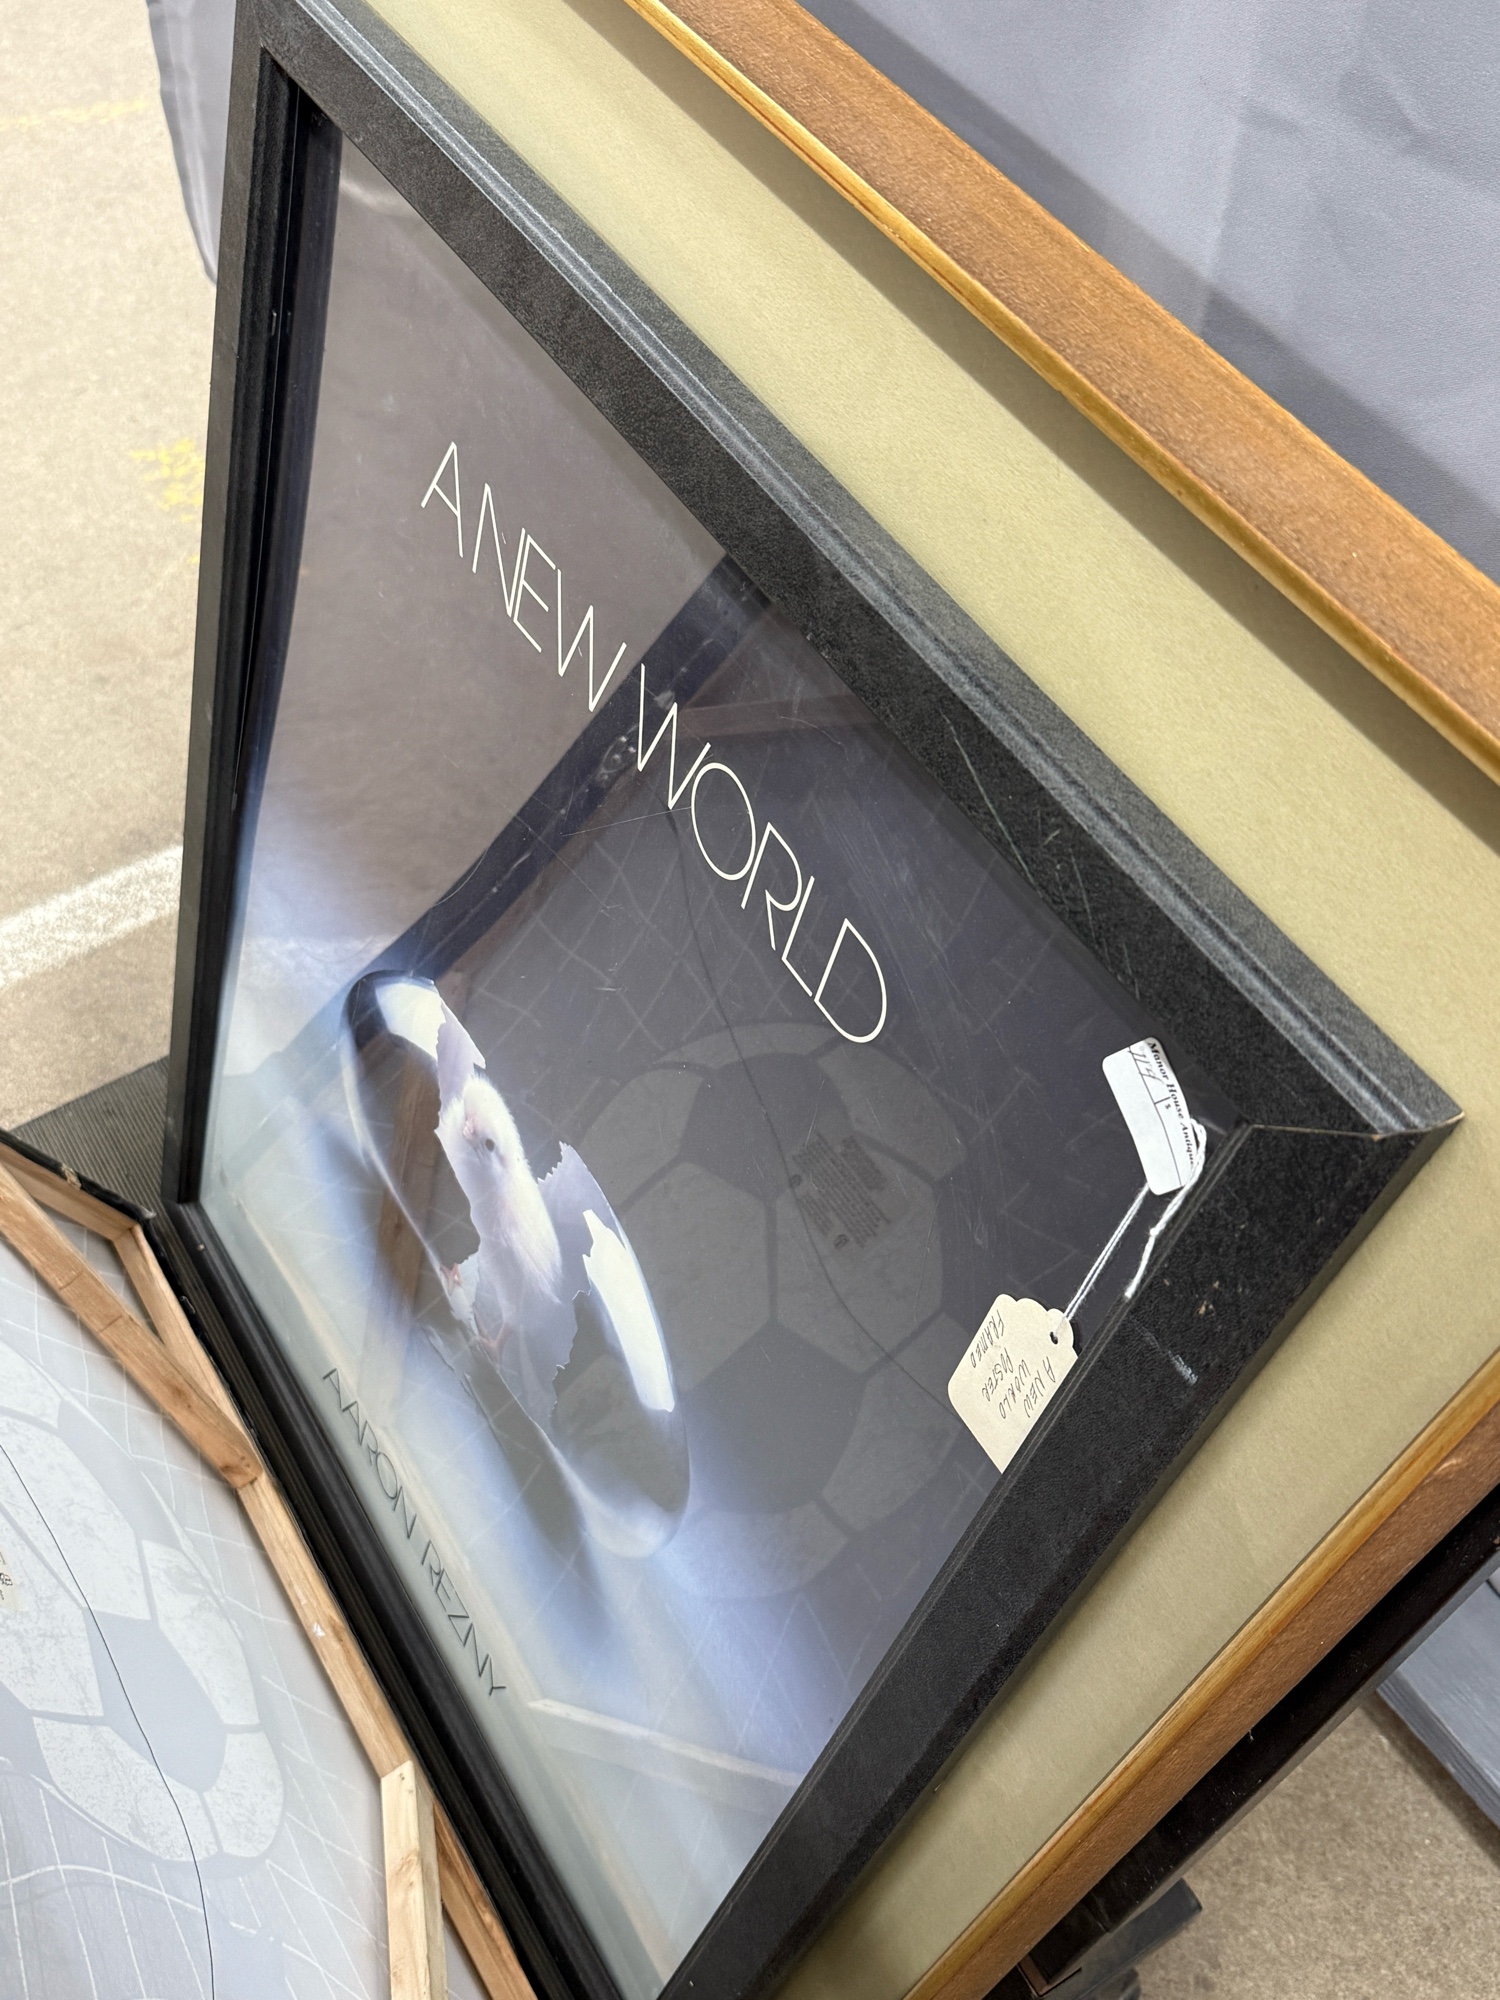 A NEW WORLD
AARON REZNY
Manor House Antiques
A NEW
WORLD
POSTER
FRAMED